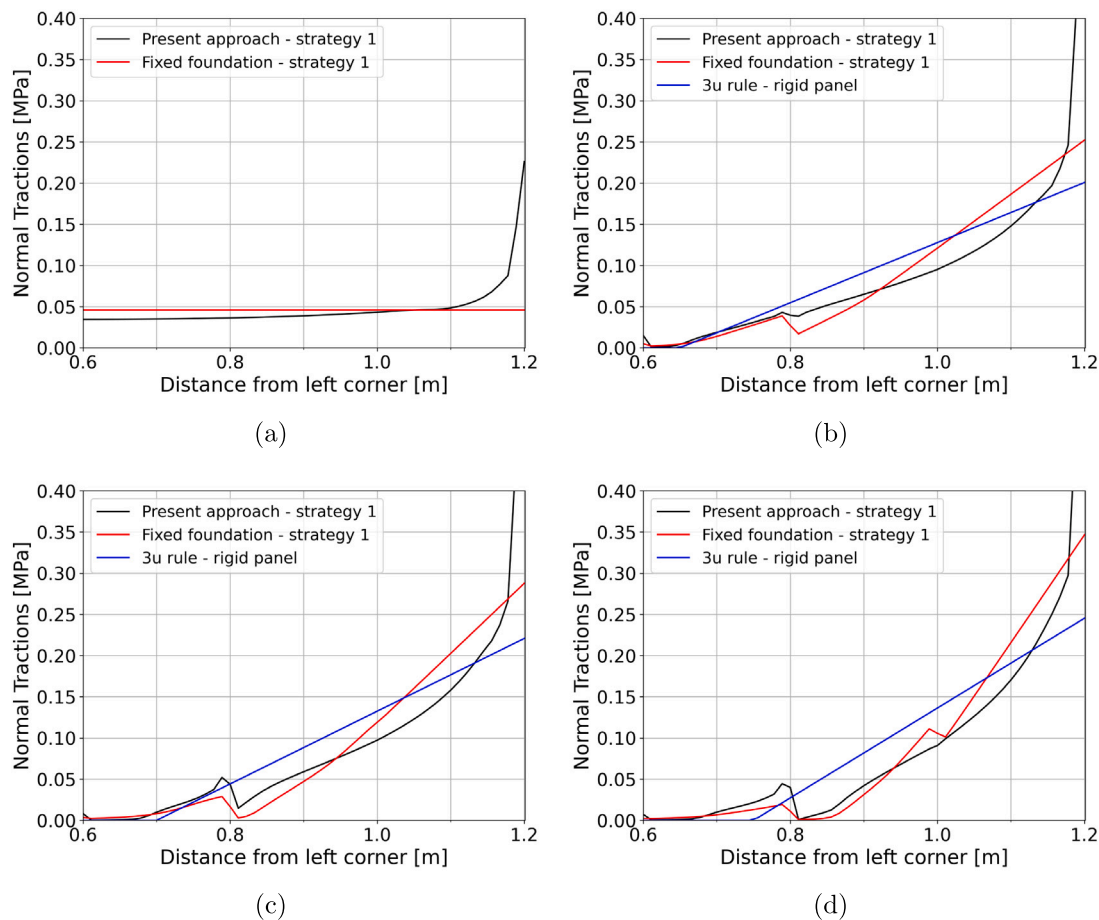 0.40
0.35
0.30
0.25
0.20
0.15
0.10
0.05
0.00
Normal Tractions [MPa]
Present approach - strategy 1
Fixed foundation - strategy 1
0.6 0.8 1.0 1.2
Distance from left corner [m]
(a)
0.40
0.35
0.30
0.25
0.20
0.15
0.10
0.05
0.00
Normal Tractions [MPa]
Present approach - strategy 1
Fixed foundation - strategy 1
3u rule - rigid panel
0.6 0.8 1.0 1.2
Distance from left corner [m]
(b)
0.40
0.35
0.30
0.25
0.20
0.15
0.10
0.05
0.00
Normal Tractions [MPa]
Present approach - strategy 1
Fixed foundation - strategy 1
3u rule - rigid panel
0.6 0.8 1.0 1.2
Distance from left corner [m]
(c)
0.40
0.35
0.30
0.25
0.20
0.15
0.10
0.05
0.00
Normal Tractions [MPa]
Present approach - strategy 1
Fixed foundation - strategy 1
3u rule - rigid panel
0.6 0.8 1.0 1.2
Distance from left corner [m]
(d)